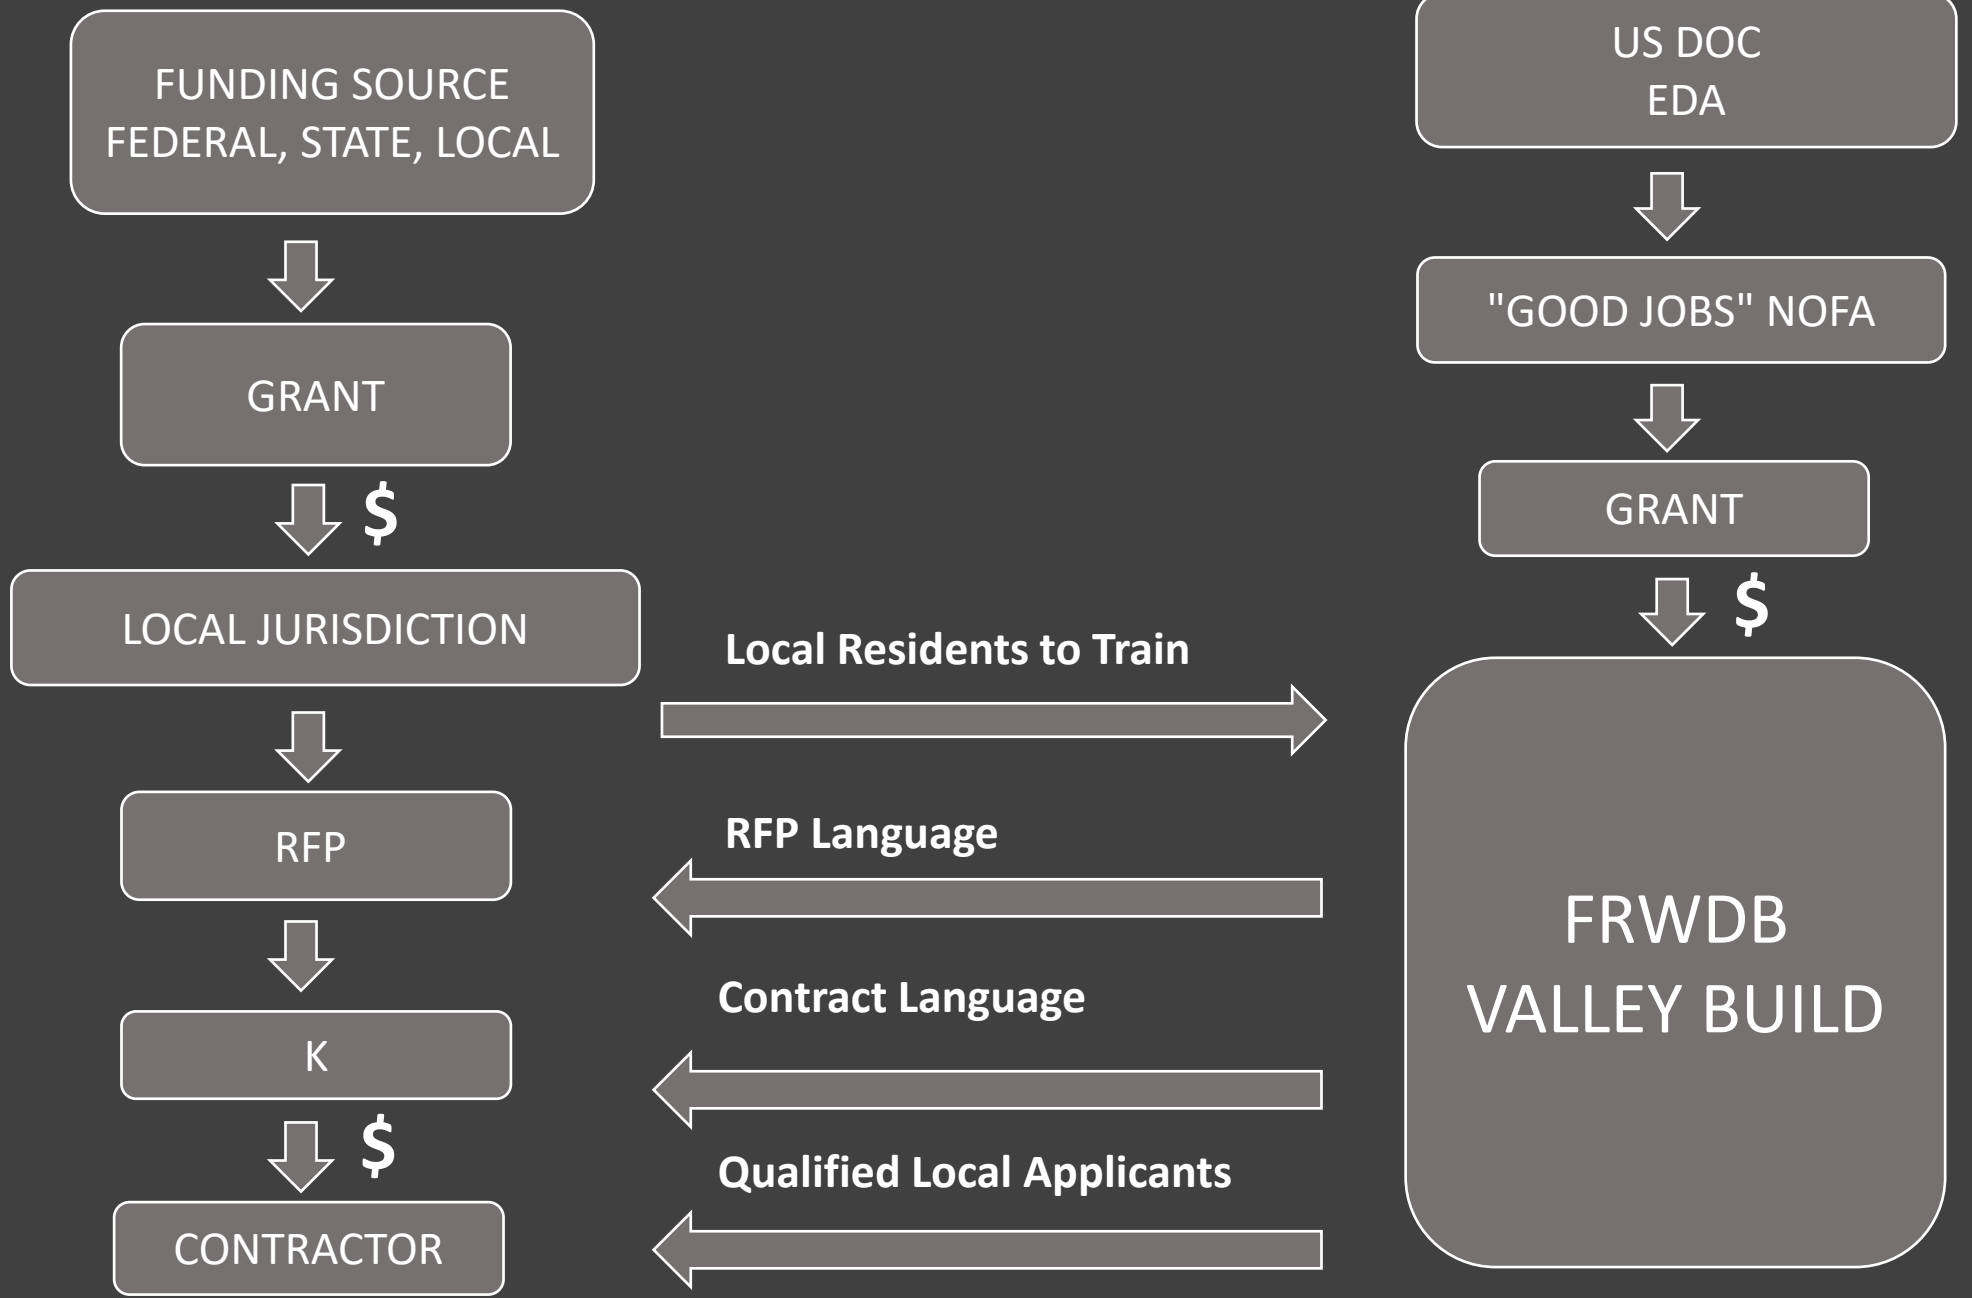 FUNDING SOURCE
FEDERAL, STATE, LOCAL
GRANT
$
LOCAL JURISDICTION
RFP
K
$
CONTRACTOR
Local Residents to Train
RFP Language
Contract Language
Qualified Local Applicants
US DOC
EDA
"GOOD JOBS" NOFA
GRANT
$
FRWDB
VALLEY BUILD